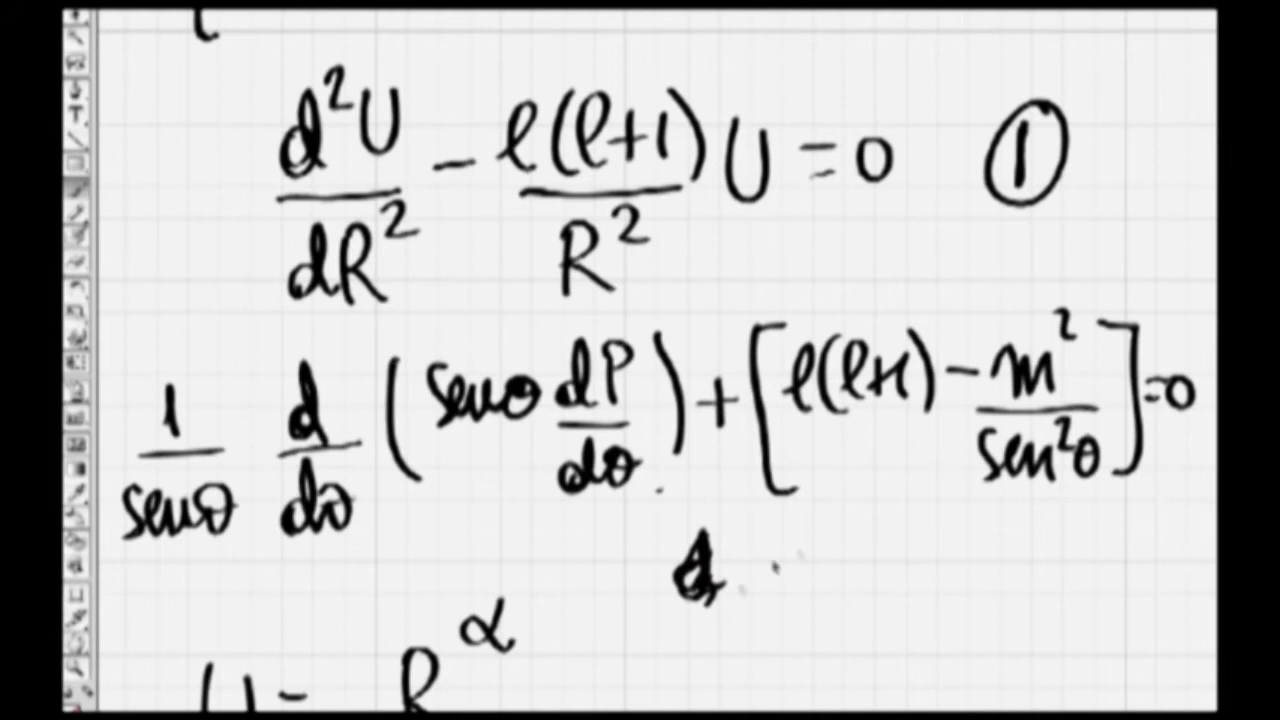 d²U/dR² - ℓ(ℓ+1)/R² U = 0 ①
1/senθ d/dθ (senθ dP/dθ) + [ℓ(ℓ+1) - m²/sen²θ] = 0
U = R^α